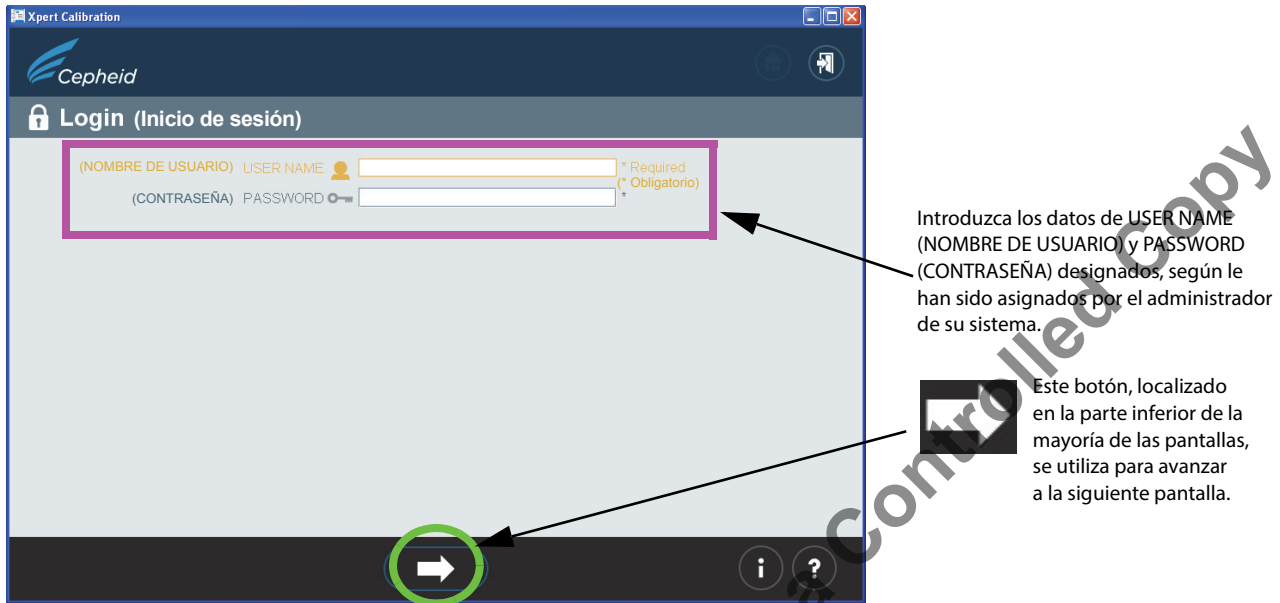 Xpert Calibration
Cepheid
Login (Inicio de sesión)
(NOMBRE DE USUARIO) USER NAME * Required
(* Obligatorio)
(CONTRASEÑA) PASSWORD *
Introduzca los datos de USER NAME
(NOMBRE DE USUARIO) y PASSWORD
(CONTRASEÑA) designados, según le
han sido asignados por el administrador
de su sistema.
Este botón, localizado
en la parte inferior de la
mayoría de las pantallas,
se utiliza para avanzar
a la siguiente pantalla.
i ?
a Controlled Copy